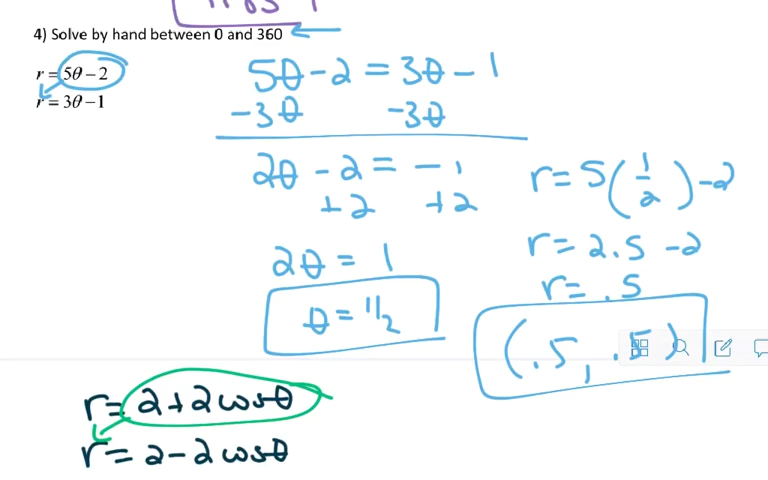 4) Solve by hand between 0 and 360
r = 5θ – 2
r = 3θ – 1
5θ - 2 = 3θ - 1
-3θ -3θ
2θ - 2 = -1
+2 +2
2θ = 1
θ = 1/2
r = 5(1/2) - 2
r = 2.5 - 2
r = .5
(.5, .5)
r = 2 + 2 cos θ
r = 2 - 2 cos θ